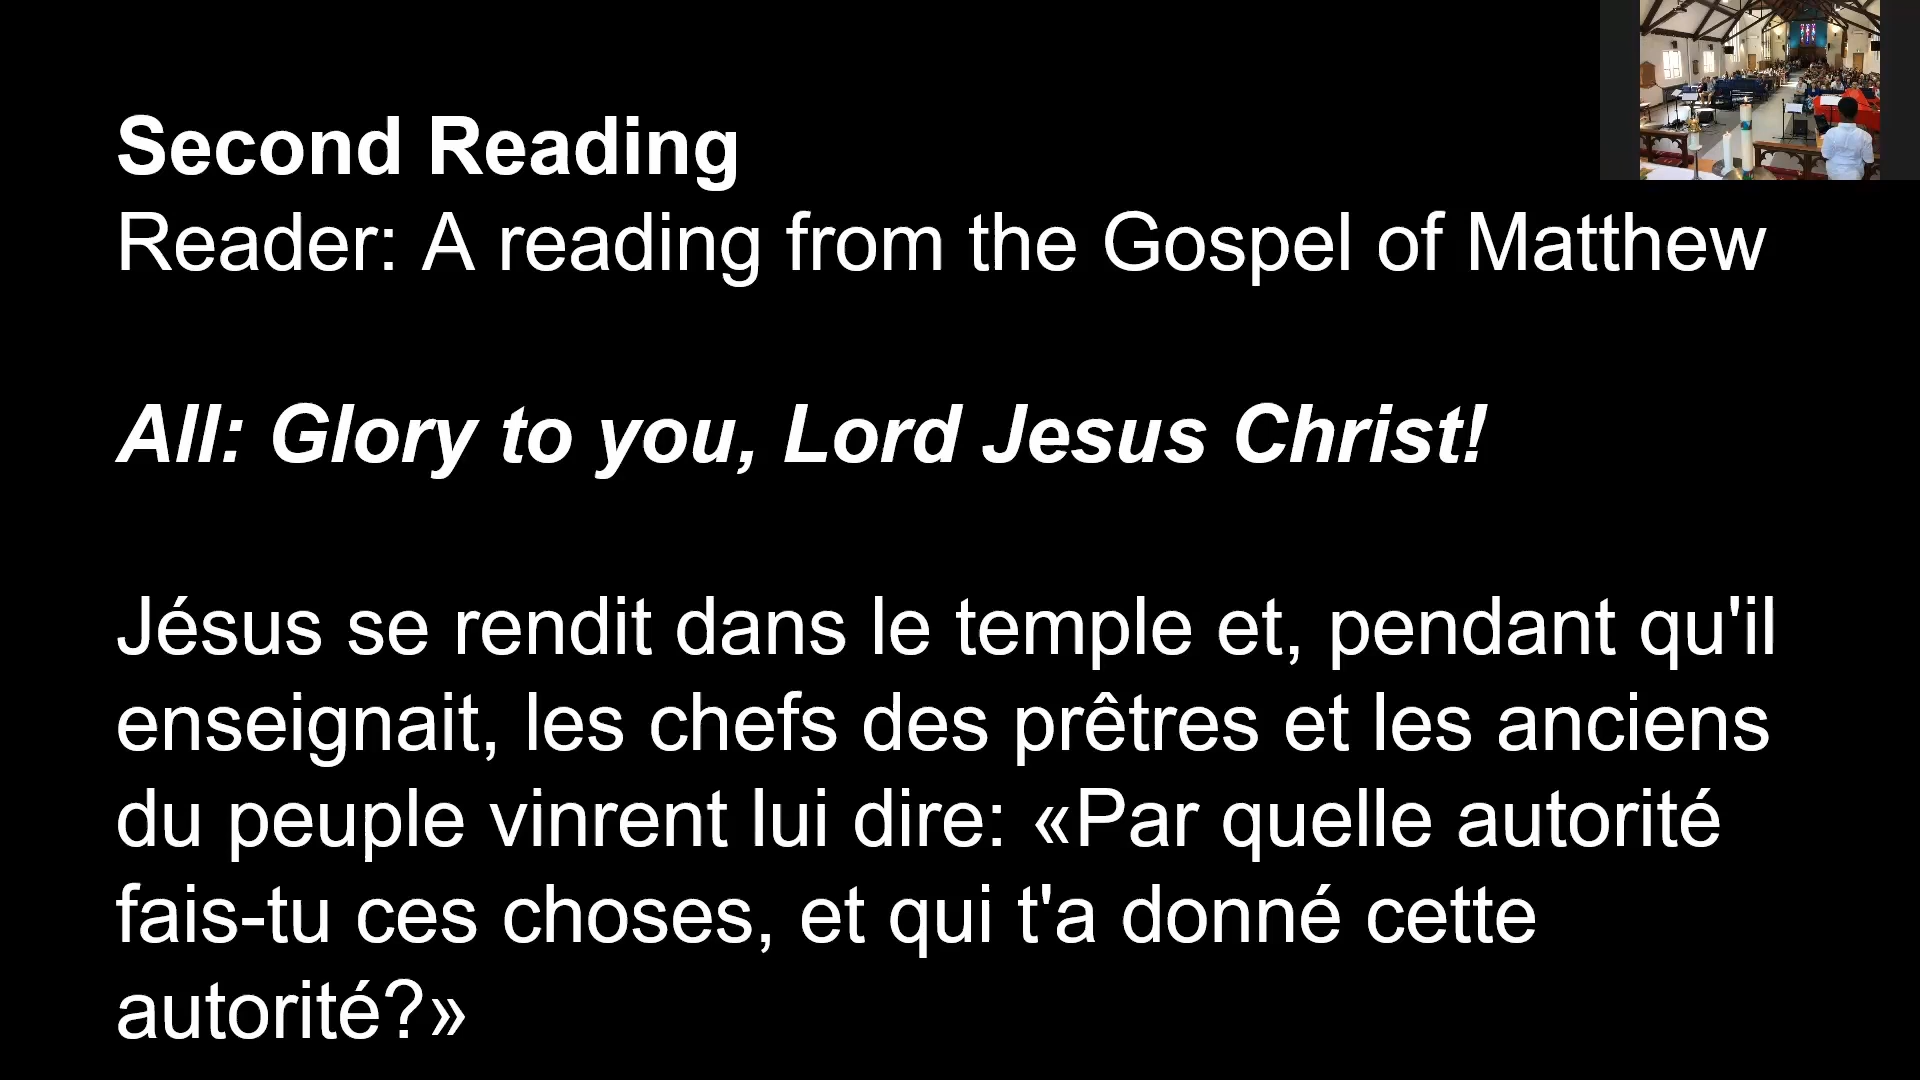 Second Reading
Reader: A reading from the Gospel of Matthew
All: Glory to you, Lord Jesus Christ!
Jésus se rendit dans le temple et, pendant qu'il
enseignait, les chefs des prêtres et les anciens
du peuple vinrent lui dire: «Par quelle autorité
fais-tu ces choses, et qui t'a donné cette
autorité?»